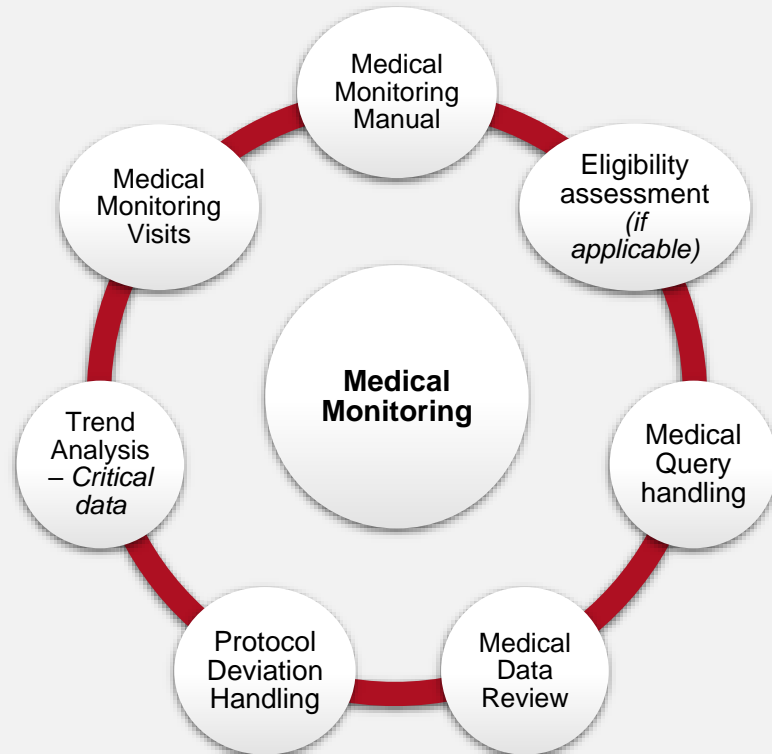 Medical
Monitoring
Manual
Eligibility
assessment
(if
applicable)
Medical
Query
handling
Medical
Data
Review
Protocol
Deviation
Handling
Trend
Analysis
– Critical
data
Medical
Monitoring
Visits
Medical
Monitoring